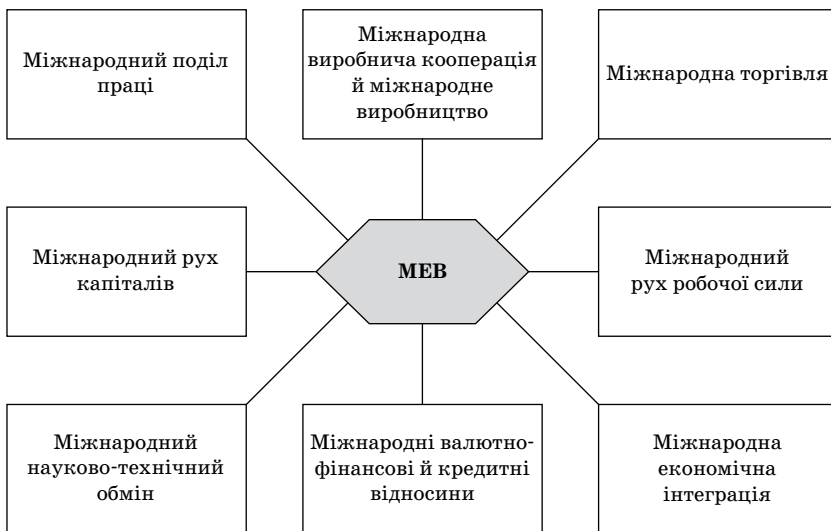 Міжнародний поділ
праці
Міжнародна
виробнича кооперація
й міжнародне
виробництво
Міжнародна торгівля
Міжнародний рух
капіталів
МЕВ
Міжнародний
рух робочої сили
Міжнародний
науково-технічний
обмін
Міжнародні валютно-
фінансові й кредитні
відносини
Міжнародна
економічна
інтеграція